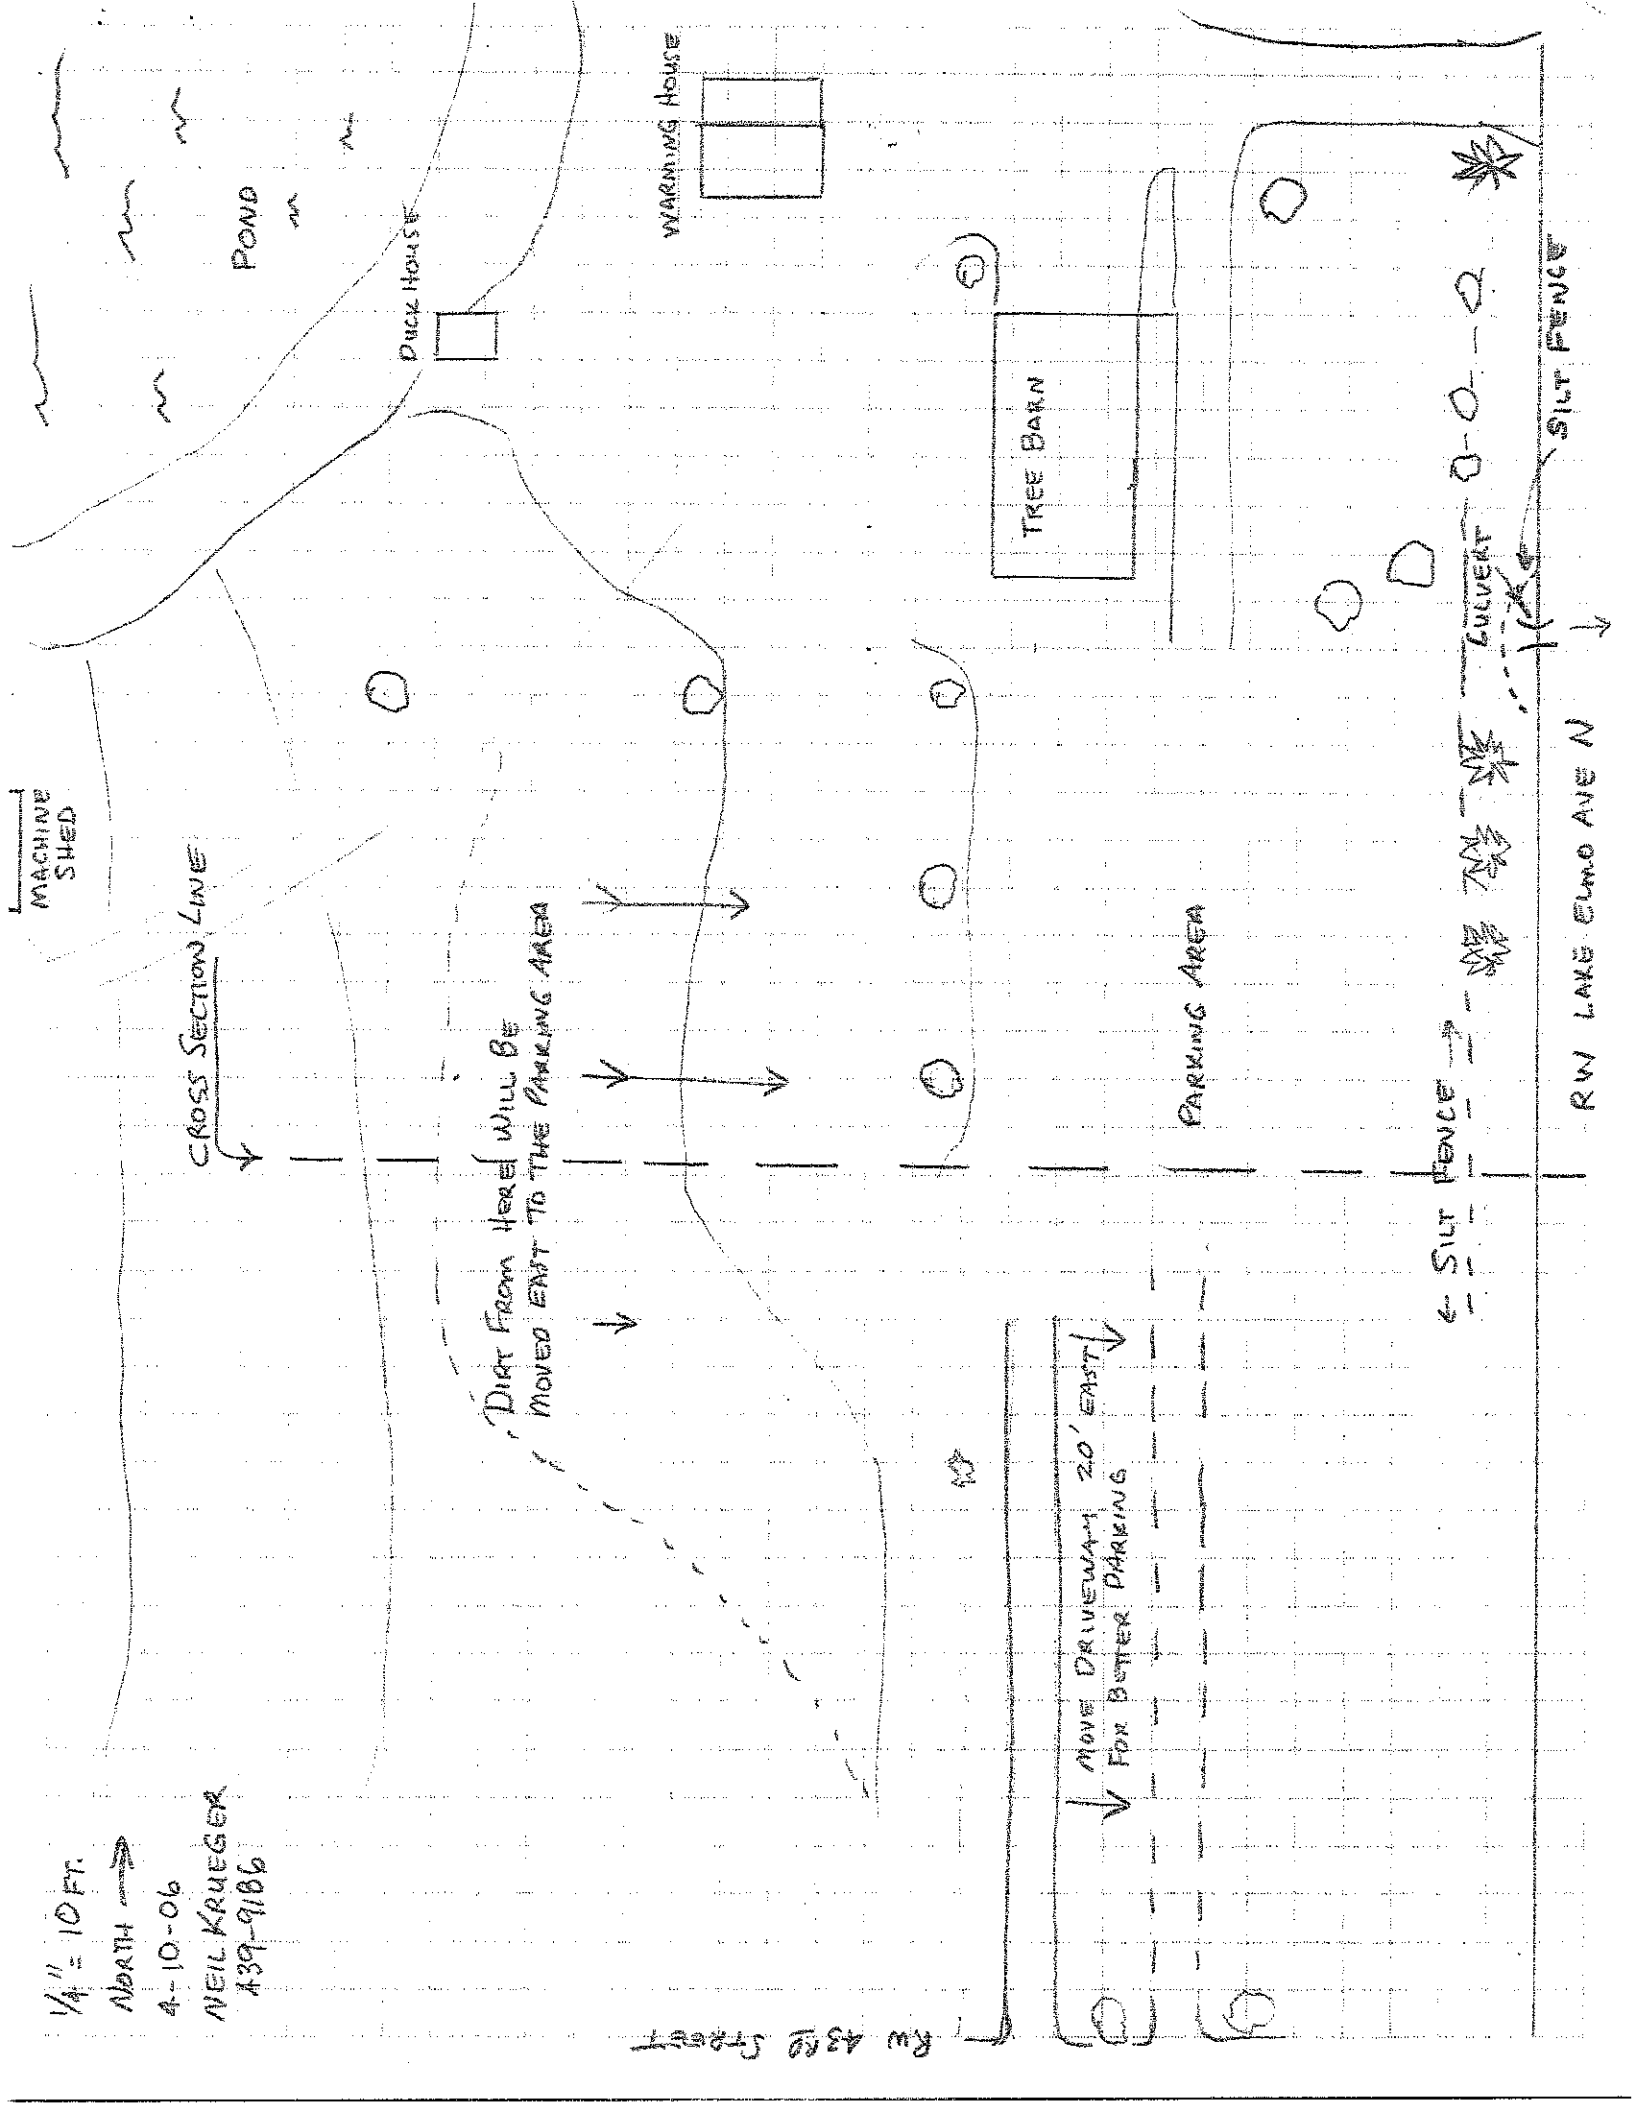 1/4" = 10 FT.
NORTH →
4-10-06
NEIL KRUEGER
439-9186
MACHINE
SHED
CROSS SECTION LINE
POND
DUCK HOUSE
WARMING HOUSE
DIRT FROM HERE WILL BE
MOVED EAST TO THE PARKING AREA
TREE BARN
MOVE DRIVEWAY 20' EAST
FOR BETTER PARKING
PARKING AREA
← SILT FENCE →
CULVERT
SILT FENCE
RW LAKE ELMO AVE N
RW 43RD STREET